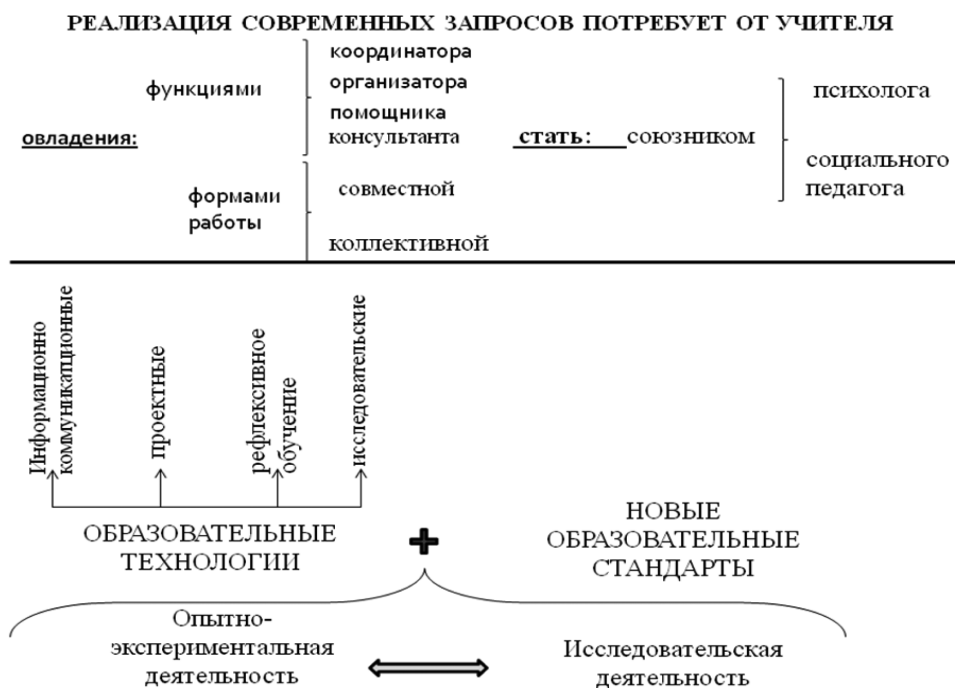 РЕАЛИЗАЦИЯ СОВРЕМЕННЫХ ЗАПРОСОВ ПОТРЕБУЕТ ОТ УЧИТЕЛЯ
овладения:
функциями
координатора
организатора
помощника
консультанта
формами
работы
совместной
коллективной
стать:
союзником
психолога
социального
педагога
Информационно
коммуникатционные
проектные
рефлексивное
обучение
исследовательские
ОБРАЗОВАТЕЛЬНЫЕ
ТЕХНОЛОГИИ
+
НОВЫЕ
ОБРАЗОВАТЕЛЬНЫЕ
СТАНДАРТЫ
Опытно-
экспериментальная
деятельность
Исследовательская
деятельность